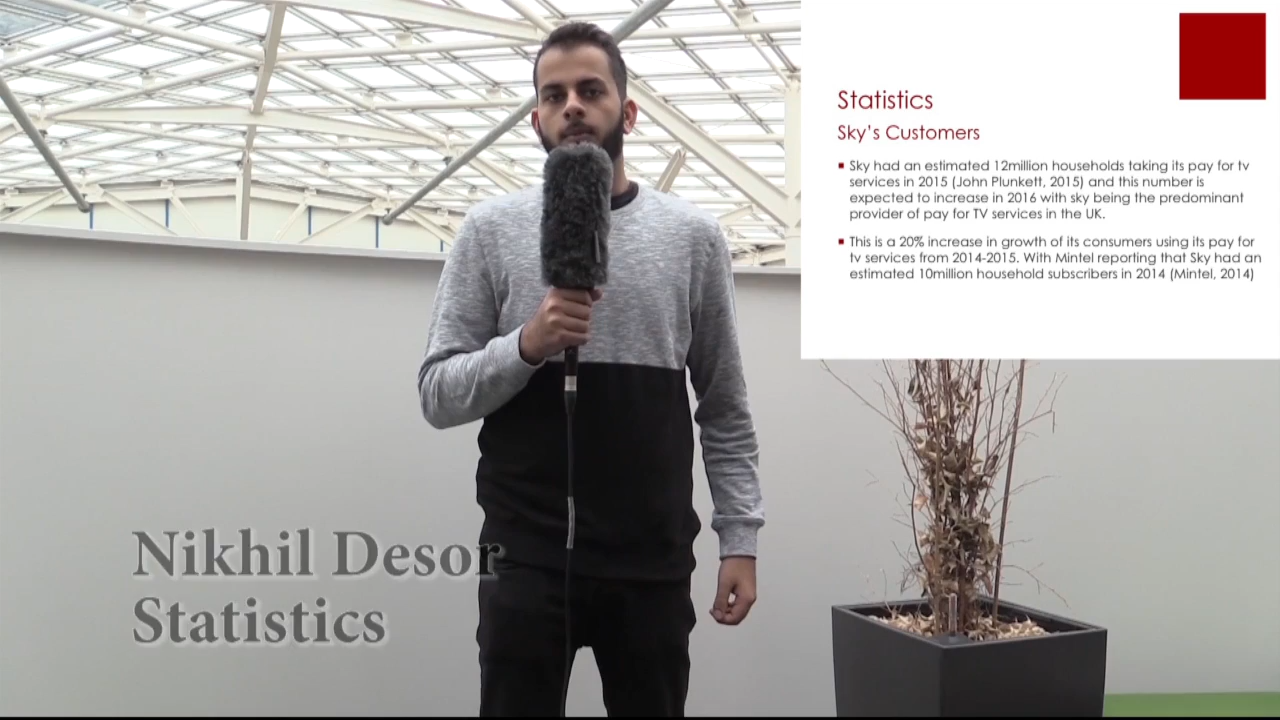 Statistics
Sky's Customers
▪ Sky had an estimated 12million households taking its pay for tv
services in 2015 (John Plunkett, 2015) and this number is
expected to increase in 2016 with sky being the predominant
provider of pay for TV services in the UK.
▪ This is a 20% increase in growth of its consumers using its pay for
tv services from 2014-2015. With Mintel reporting that Sky had an
estimated 10million household subscribers in 2014 (Mintel, 2014)
Nikhil Desor
Statistics